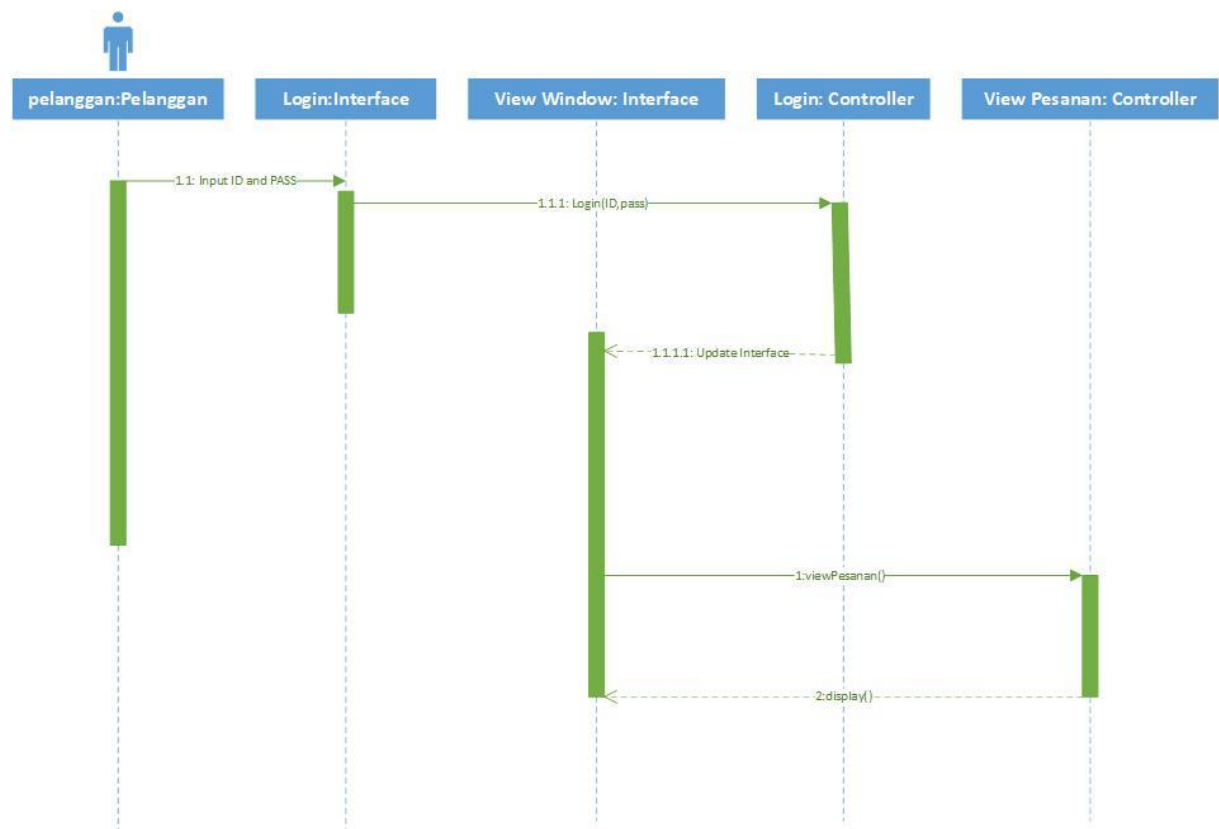 pelanggan:Pelanggan
Login:Interface
View Window: Interface
Login: Controller
View Pesanan: Controller
1.1: Input ID and PASS
1.1.1: Login(ID,pass)
1.1.1.1: Update Interface
1:viewPesanan()
2:display()